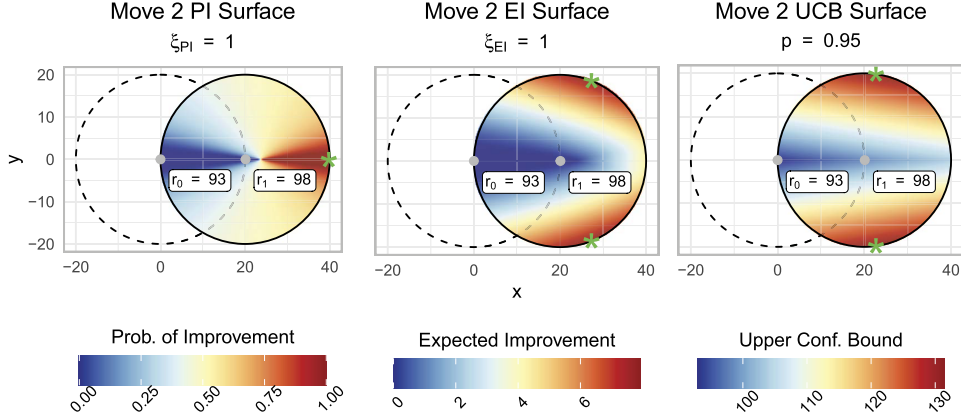 Move 2 PI Surface
ξPI = 1
Move 2 EI Surface
ξEI = 1
Move 2 UCB Surface
p = 0.95
20
10
0
−10
−20
y
r0 = 93
r1 = 98
r0 = 93
r1 = 98
r0 = 93
r1 = 98
−20 0 20 40
−20 0 20 40
−20 0 20 40
x
Prob. of Improvement
0.00 0.25 0.50 0.75 1.00
Expected Improvement
0 2 4 6
Upper Conf. Bound
100 110 120 130